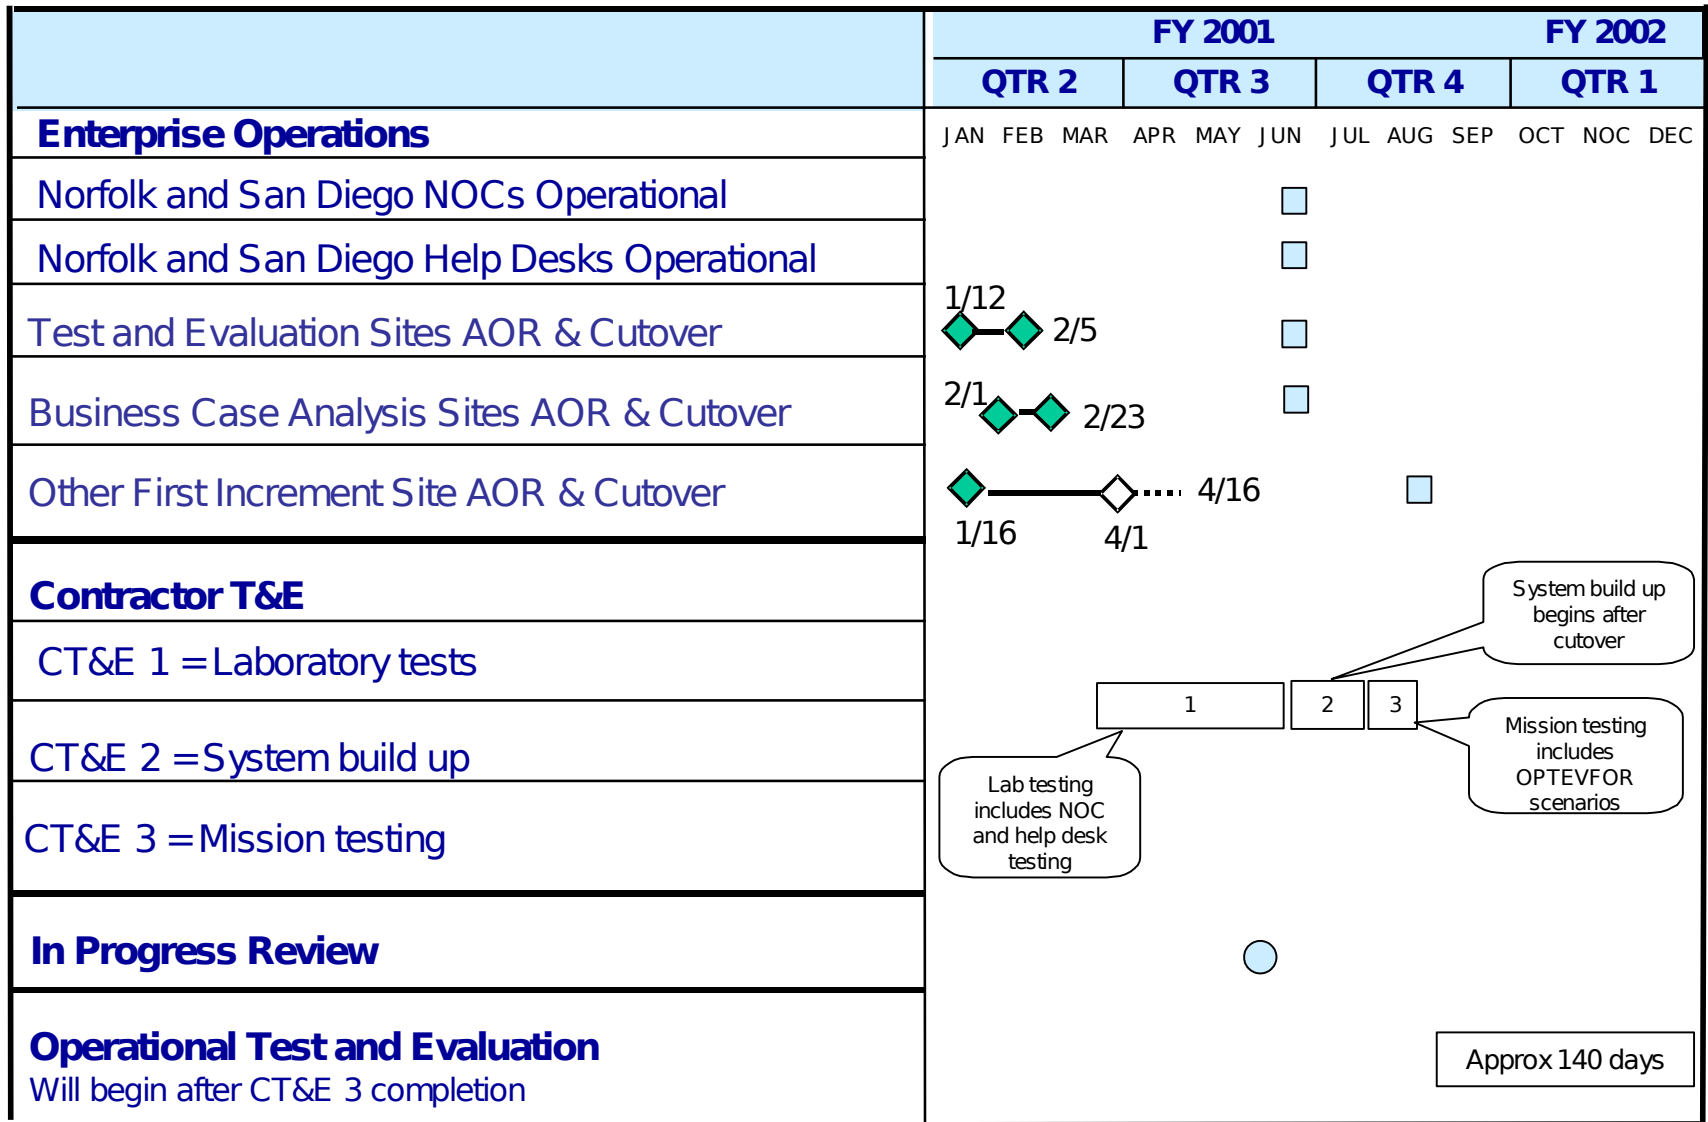 FY 2001 FY 2002
QTR 2 QTR 3 QTR 4 QTR 1
Enterprise Operations
JAN FEB MAR APR MAY JUN JUL AUG SEP OCT NOC DEC
Norfolk and San Diego NOCs Operational
Norfolk and San Diego Help Desks Operational
Test and Evaluation Sites AOR & Cutover
1/12
2/5
Business Case Analysis Sites AOR & Cutover
2/1
2/23
Other First Increment Site AOR & Cutover
4/16
1/16
4/1
Contractor T&E
System build up
begins after
cutover
CT&E 1 = Laboratory tests
1
2
3
CT&E 2 = System build up
Mission testing
includes
OPTEVFOR
scenarios
Lab testing
includes NOC
and help desk
testing
CT&E 3 = Mission testing
In Progress Review
Operational Test and Evaluation
Will begin after CT&E 3 completion
Approx 140 days